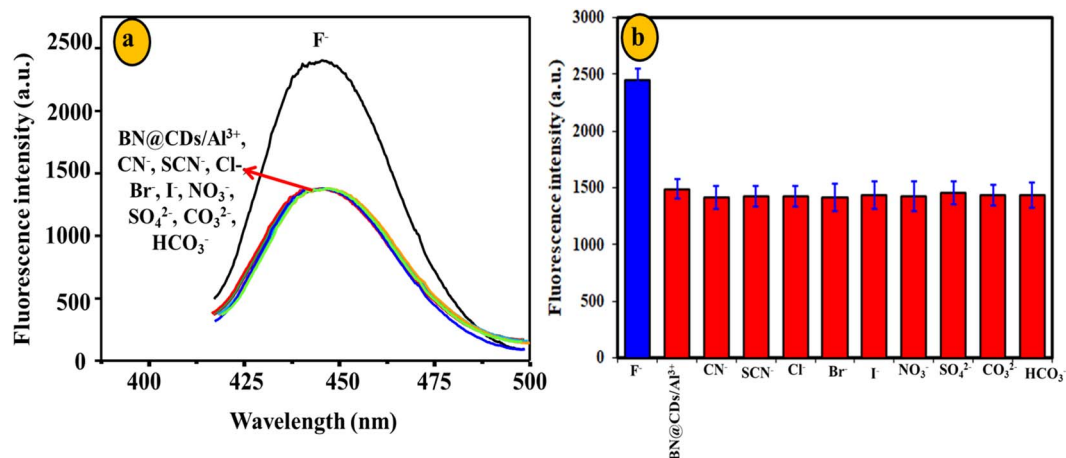 a
F⁻
BN@CDs/Al³⁺,
CN⁻, SCN⁻, Cl-
Br⁻, I⁻, NO₃⁻,
SO₄²⁻, CO₃²⁻,
HCO₃⁻
Fluorescence intensity (a.u.)
2500
2000
1500
1000
500
0
400
425
450
475
500
Wavelength (nm)
b
Fluorescence intensity (a.u.)
3000
2500
2000
1500
1000
500
0
F⁻
BN@CDs/Al³⁺
CN⁻
SCN⁻
Cl⁻
Br⁻
I⁻
NO₃⁻
SO₄²⁻
CO₃²⁻
HCO₃⁻